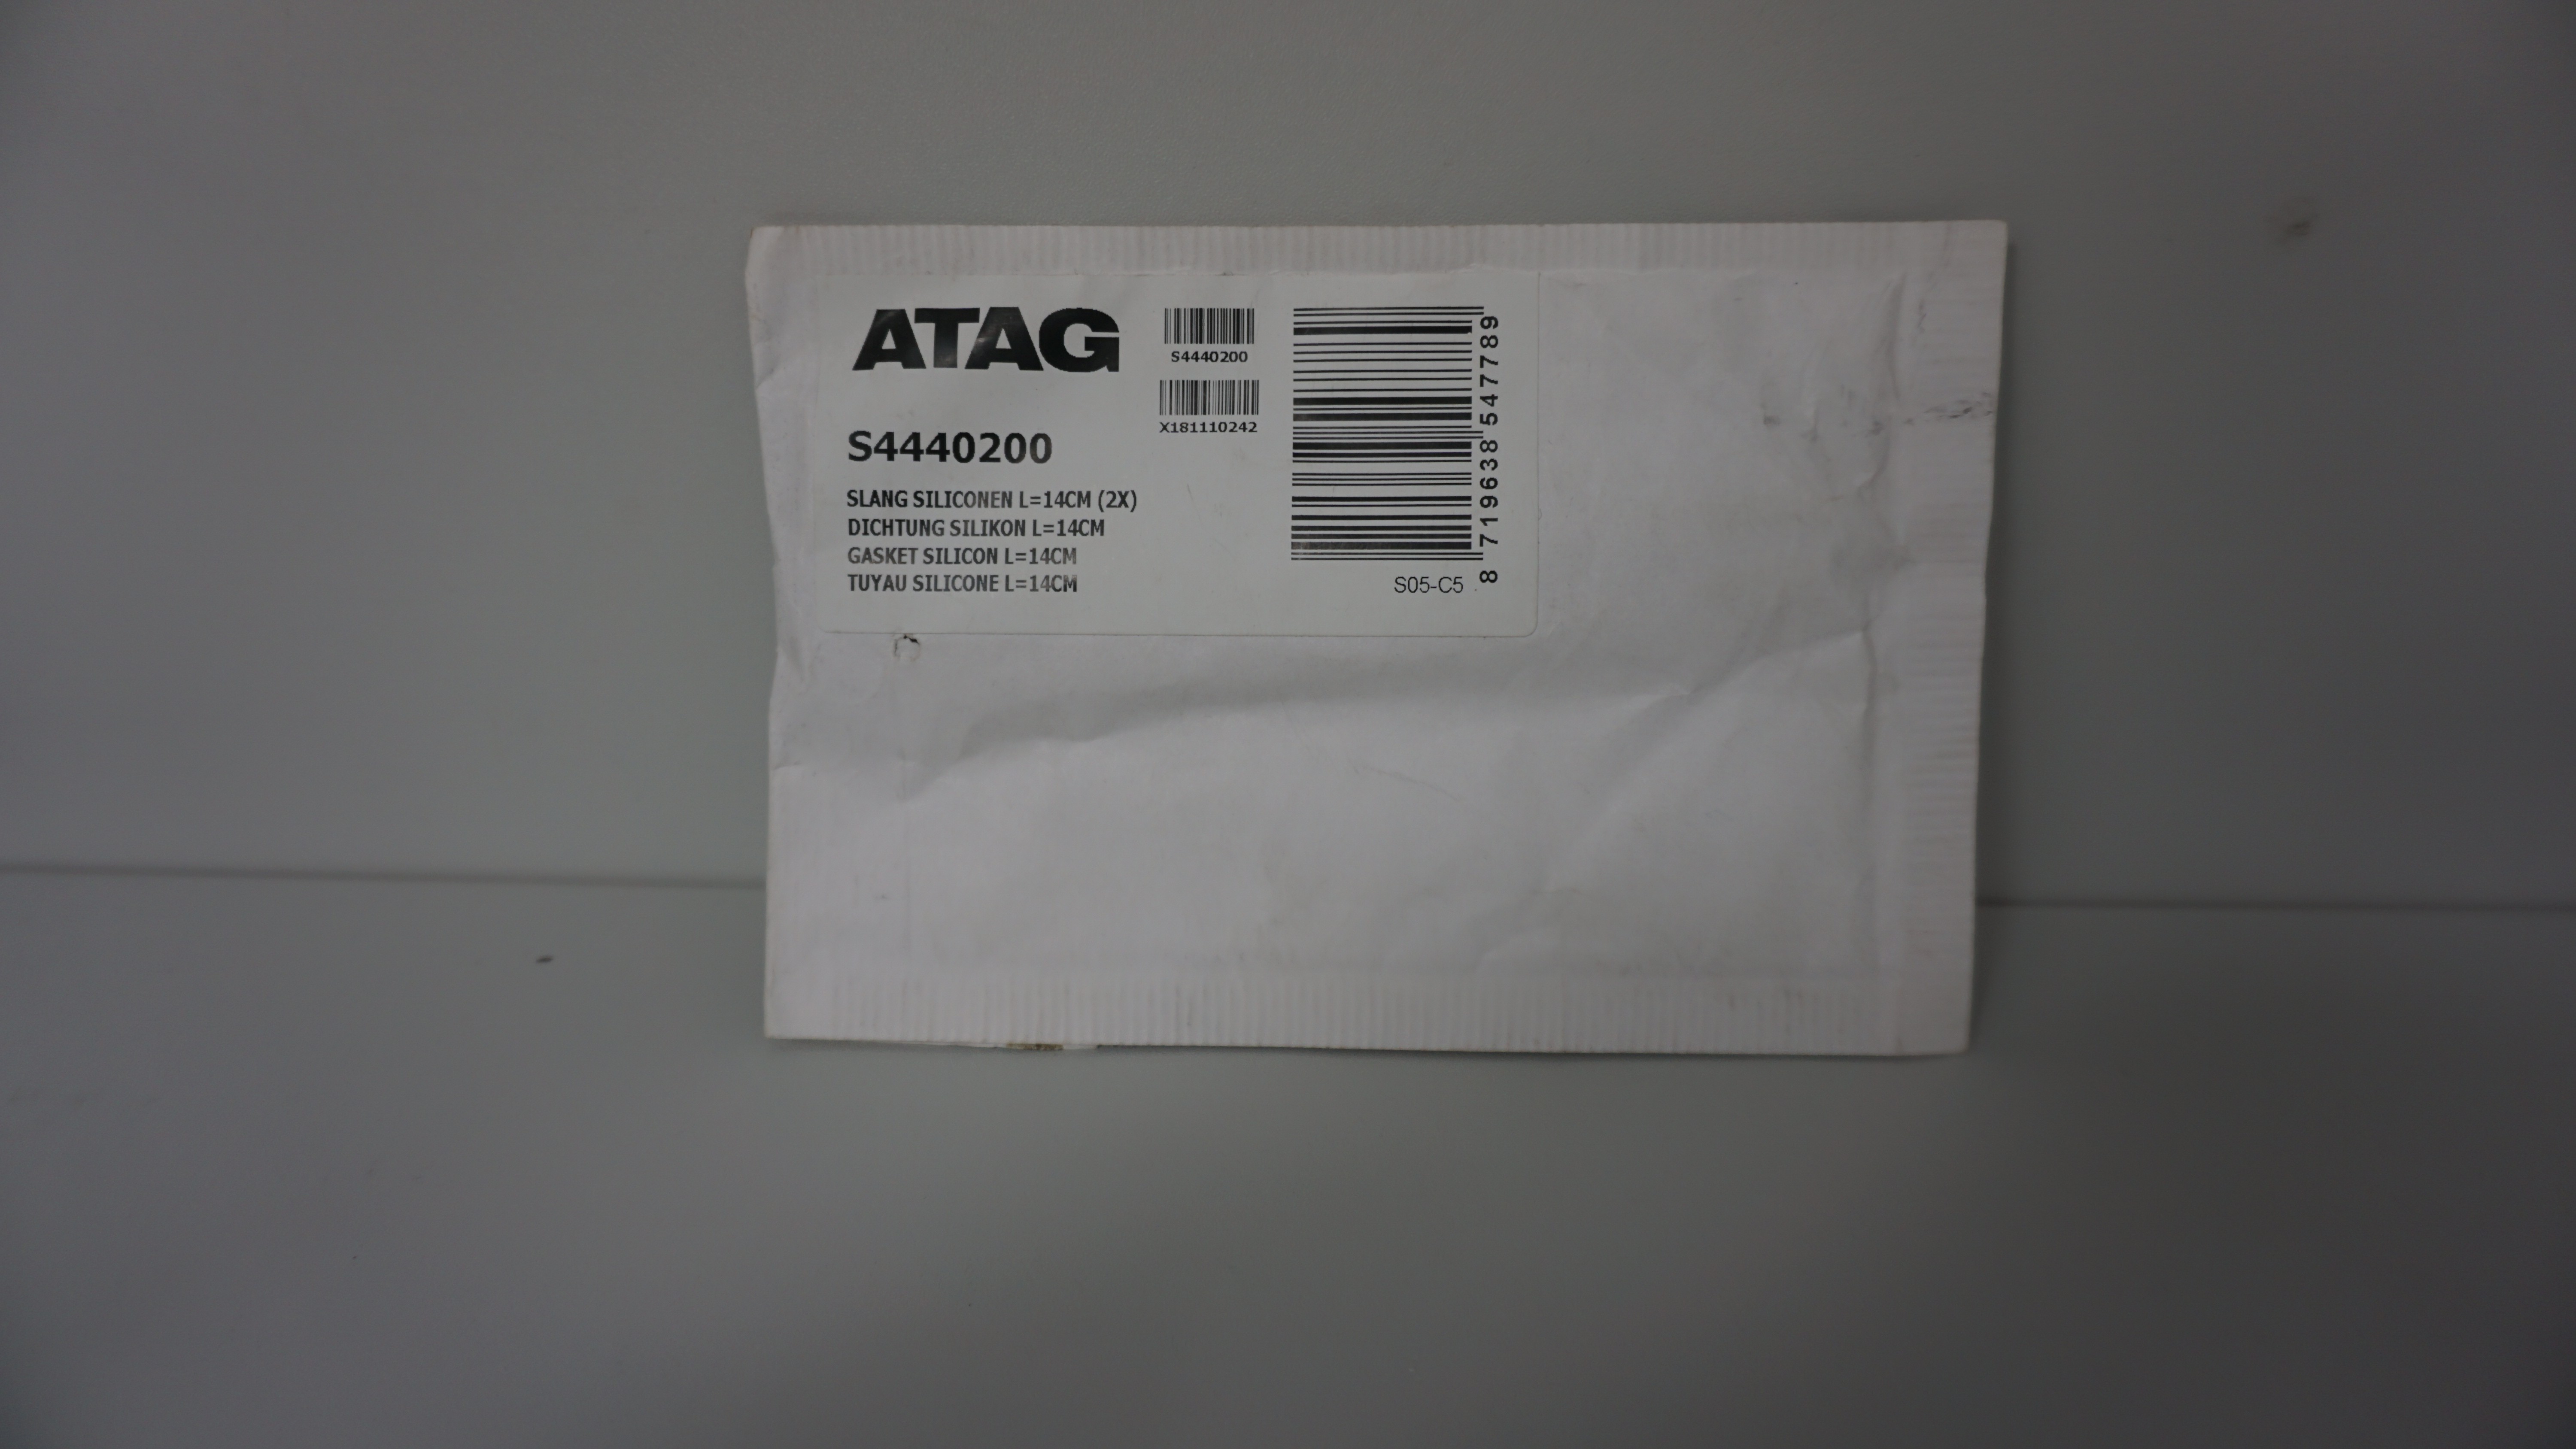 ATAG
S4440200
X181110242
S4440200
SLANG SILICONEN L=14CM (2X)
DICHTUNG SILIKON L=14CM
GASKET SILICON L=14CM
TUYAU SILICONE L=14CM
8 719638 547789
S05-C5